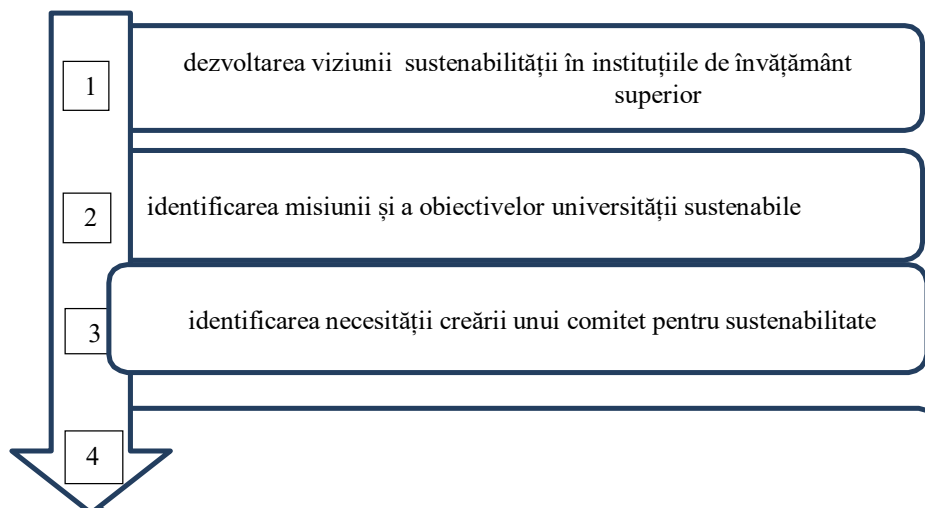 1
dezvoltarea viziunii sustenabilității în instituțiile de învățământ
superior
2
identificarea misiunii și a obiectivelor universității sustenabile
3
identificarea necesității creării unui comitet pentru sustenabilitate
4